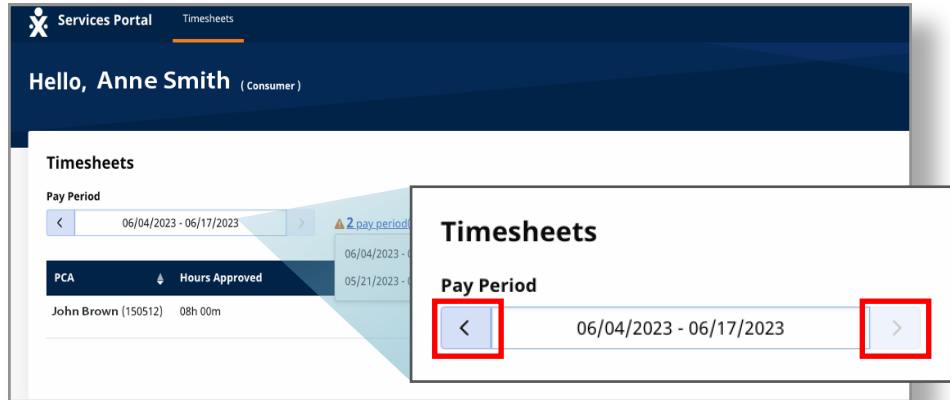 Services Portal
Timesheets
Hello, Anne Smith (Consumer)
Timesheets
Pay Period
06/04/2023 - 06/17/2023
2 pay period(
06/04/2023 -
05/21/2023 -
PCA
Hours Approved
John Brown (150512)
08h 00m
Timesheets
Pay Period
06/04/2023 - 06/17/2023